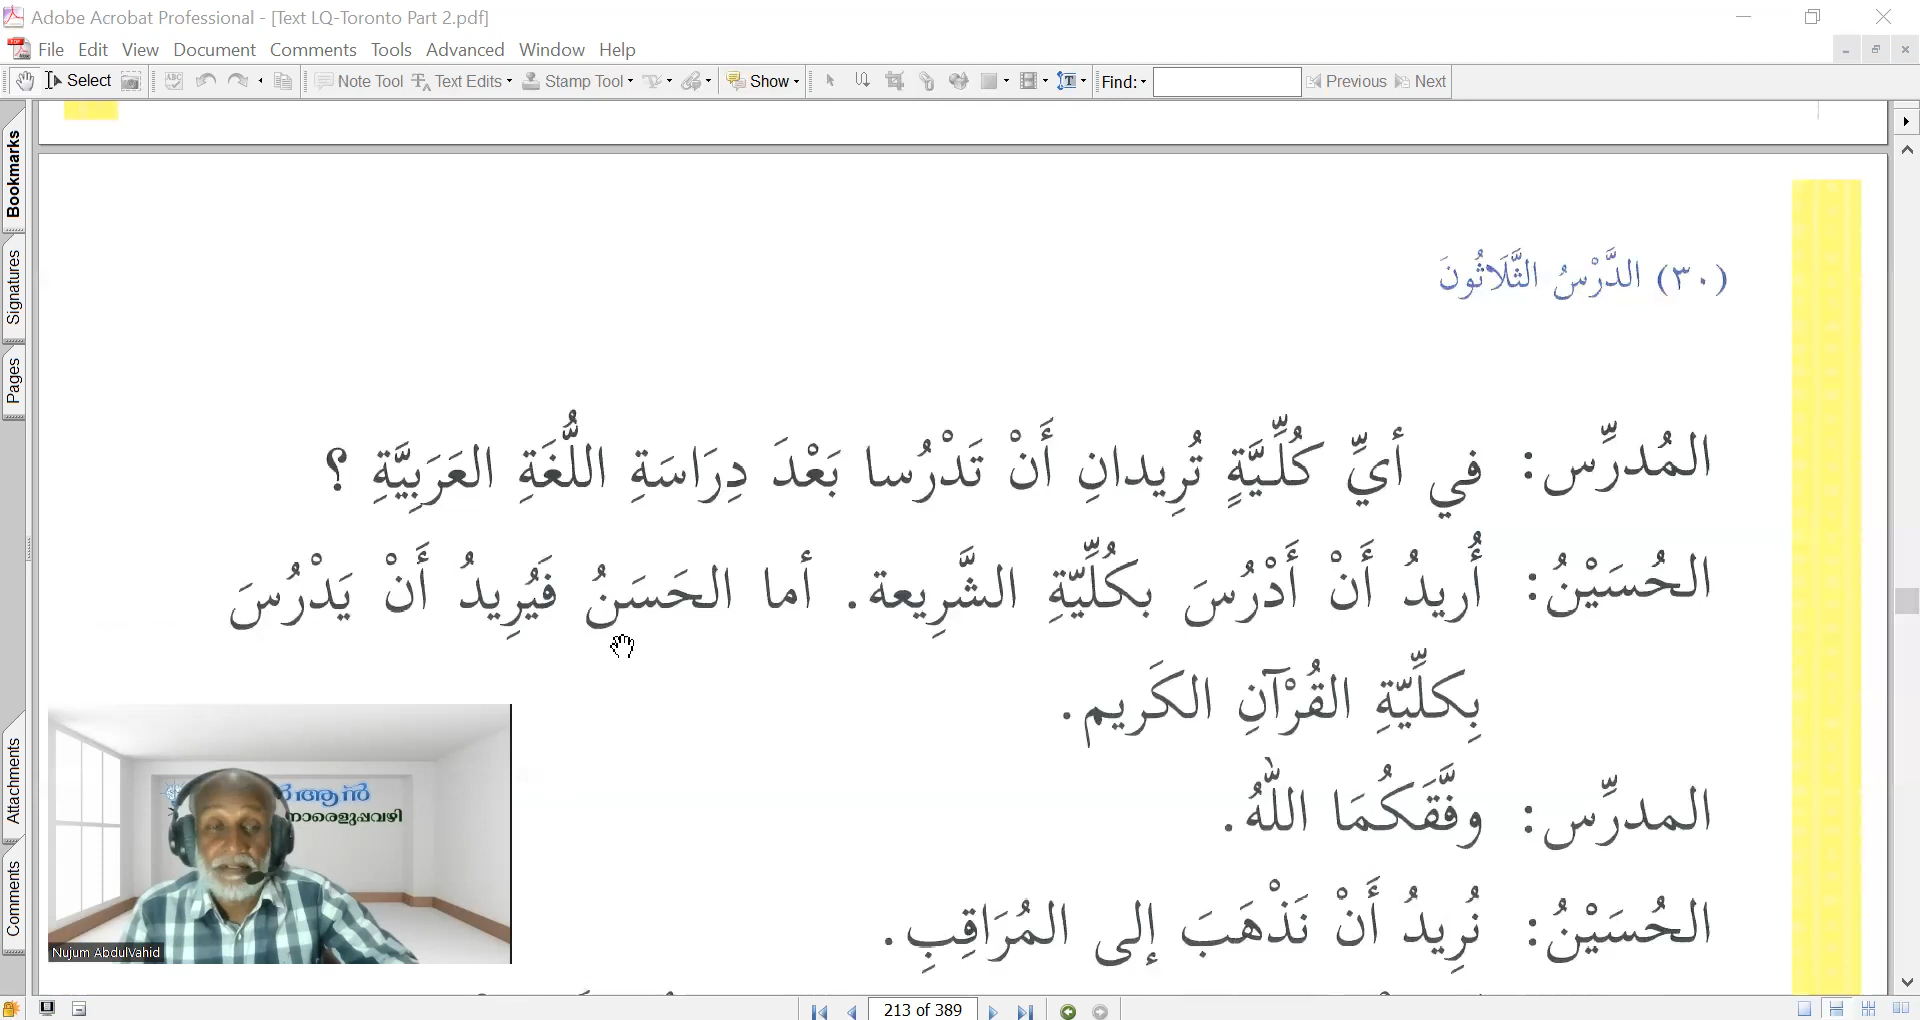 Adobe Acrobat Professional - [Text LQ-Toronto Part 2.pdf]
File Edit View Document Comments Tools Advanced Window Help
Select Note Tool Text Edits Stamp Tool Show Find: Previous Next
Bookmarks
Signatures
Pages
Attachments
Comments
(٣٠) الدَّرْسُ الثَّلَاثُونَ
المُدرِّس: في أيِّ كُلِّيَّةٍ تُرِيدانِ أَنْ تَدْرُسا بَعْدَ دِرَاسَةِ اللُّغَةِ العَرَبِيَّةِ ؟
الحُسَيْنُ: أُرِيدُ أَنْ أَدْرُسَ بكُلِّيّةِ الشَّرِيعة. أما الحَسَنُ فَيُرِيدُ أَنْ يَدْرُسَ
بِكلِّيَّةِ القُرْآنِ الكَريم.
المدرِّس: وفَّقَكُمَا اللهُ.
الحُسَيْنُ: نُرِيدُ أَنْ نَذْهَبَ إلى المُرَاقِبِ.
Nujum AbdulVahid
213 of 389